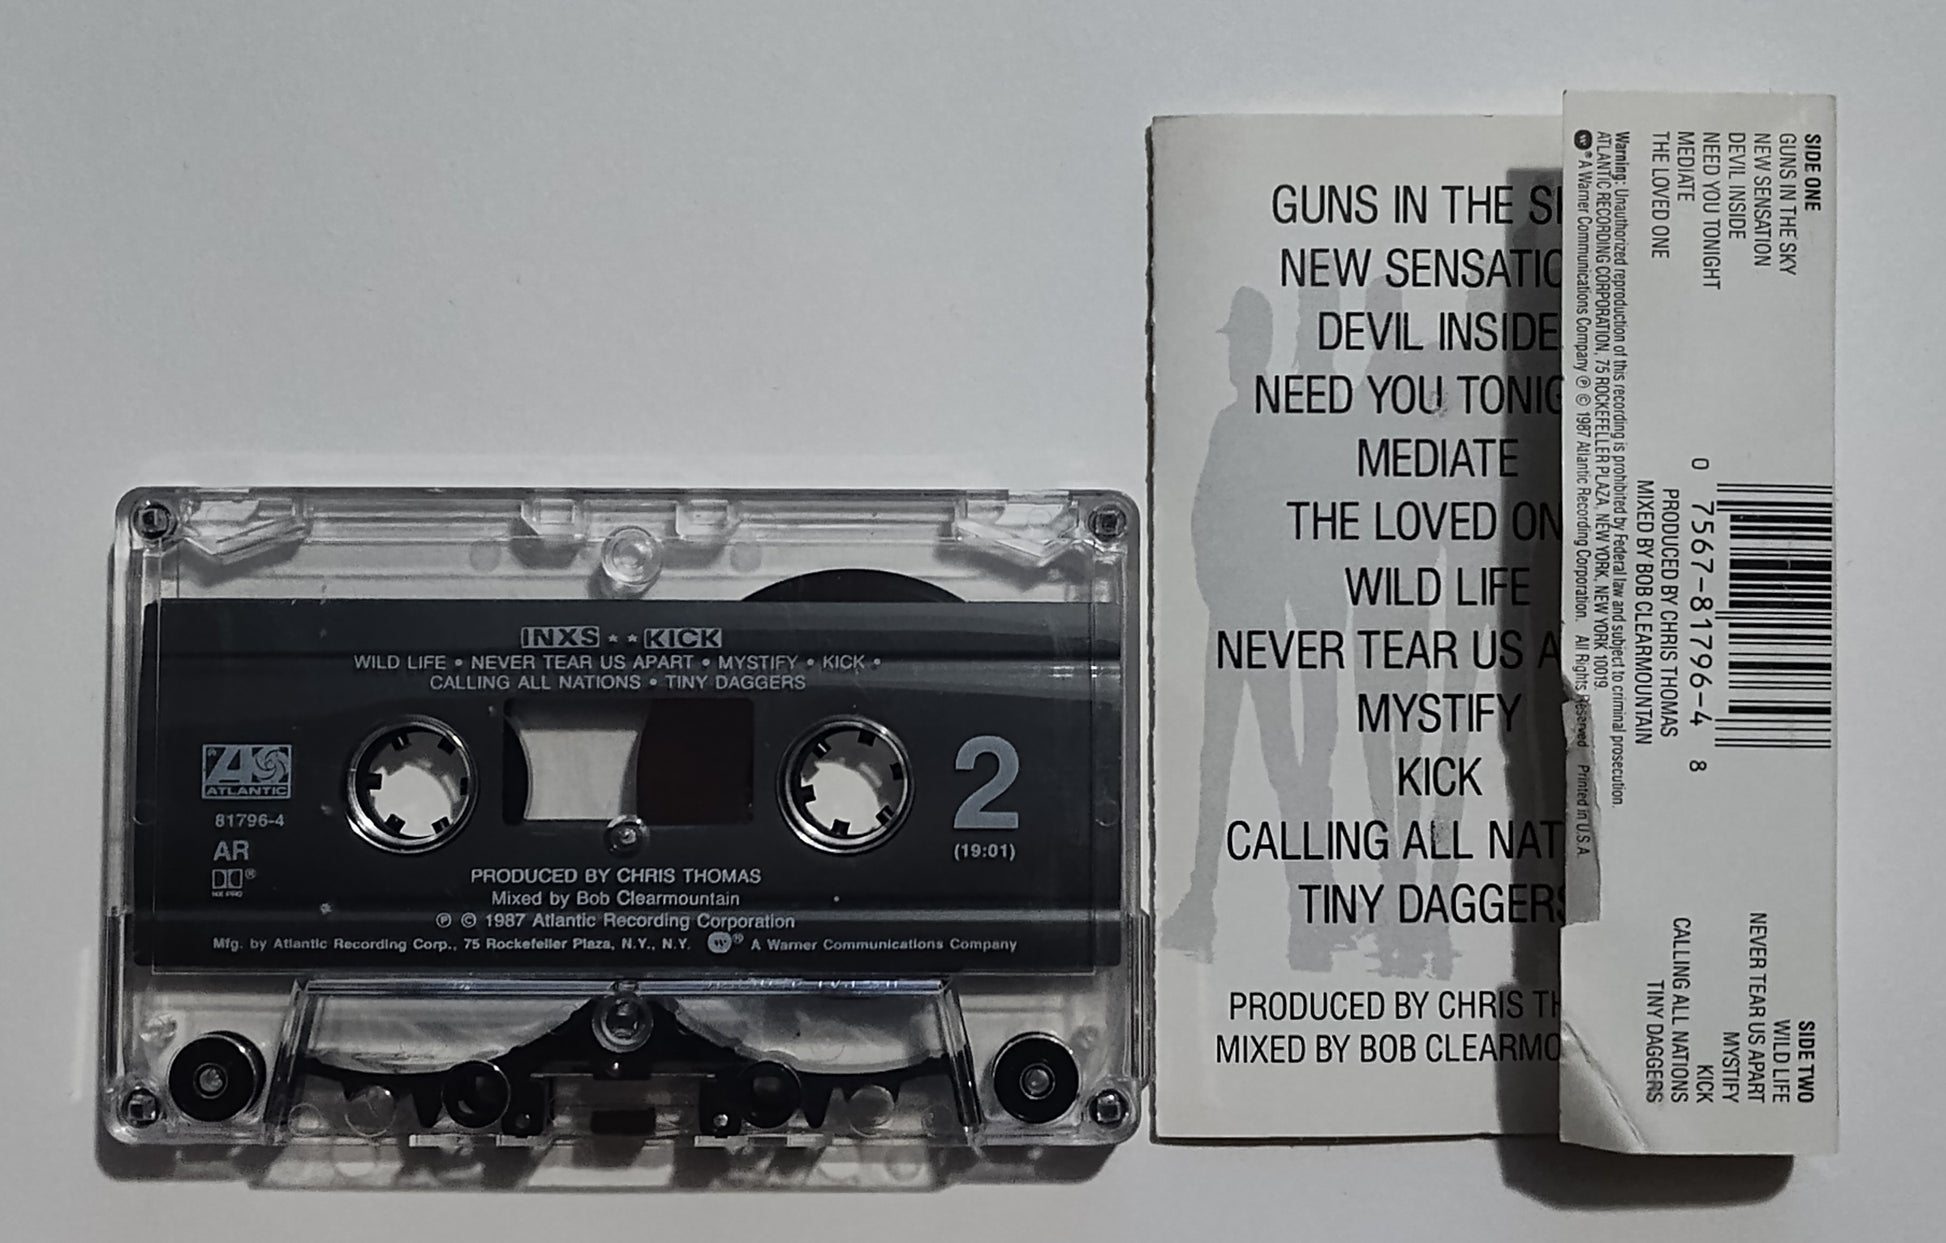 INXS * * KICK
WILD LIFE • NEVER TEAR US APART • MYSTIFY • KICK •
CALLING ALL NATIONS • TINY DAGGERS
ATLANTIC
81796-4
AR
HX PRO
2
(19:01)
PRODUCED BY CHRIS THOMAS
Mixed by Bob Clearmountain
℗ © 1987 Atlantic Recording Corporation
Mfg. by Atlantic Recording Corp., 75 Rockefeller Plaza, N.Y., N.Y. W® A Warner Communications Company
GUNS IN THE S
NEW SENSATIO
DEVIL INSIDE
NEED YOU TONIG
MEDIATE
THE LOVED ON
WILD LIFE
NEVER TEAR US A
MYSTIFY
KICK
CALLING ALL NAT
TINY DAGGERS
PRODUCED BY CHRIS TH
MIXED BY BOB CLEARMO
SIDE ONE
GUNS IN THE SKY
NEW SENSATION
DEVIL INSIDE
NEED YOU TONIGHT
MEDIATE
THE LOVED ONE
Warning: Unauthorized reproduction of this recording is prohibited by Federal law and subject to criminal prosecution.
ATLANTIC RECORDING CORPORATION, 75 ROCKEFELLER PLAZA, NEW YORK, NEW YORK 10019.
W® A Warner Communications Company ℗ © 1987 Atlantic Recording Corporation. All Rights Reserved Printed in U.S.A.
0 7567-81796-4 8
PRODUCED BY CHRIS THOMAS
MIXED BY BOB CLEARMOUNTAIN
SIDE TWO
WILD LIFE
NEVER TEAR US APART
MYSTIFY
KICK
CALLING ALL NATIONS
TINY DAGGERS